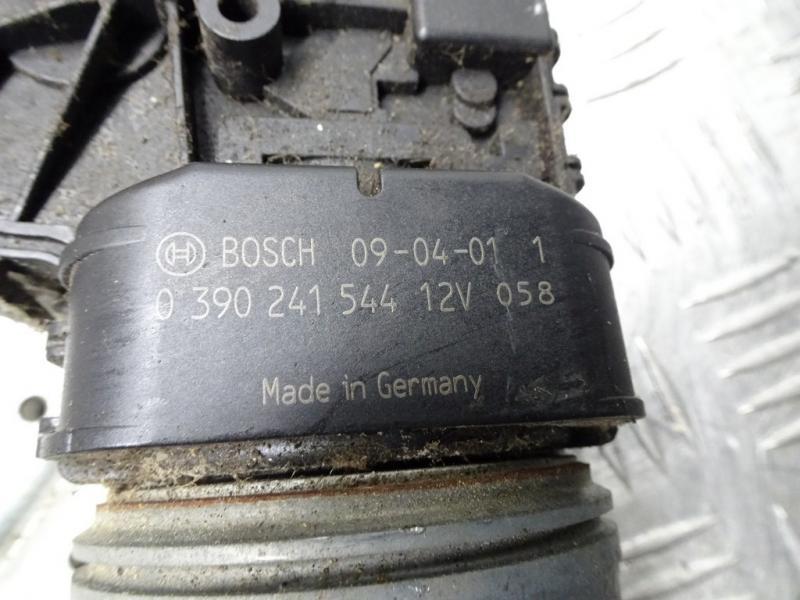 BOSCH 09-04-01 1
0 390 241 544 12V 058
Made in Germany